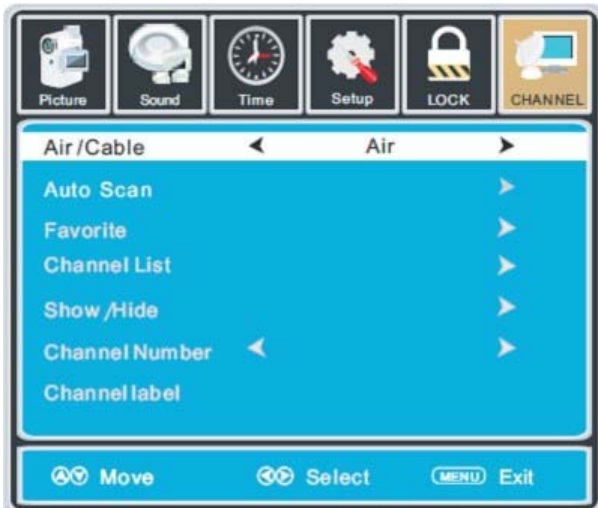 Picture Sound Time Setup LOCK CHANNEL
Air/Cable Air
Auto Scan
Favorite
Channel List
Show/Hide
Channel Number
Channel label
Move Select MENU Exit